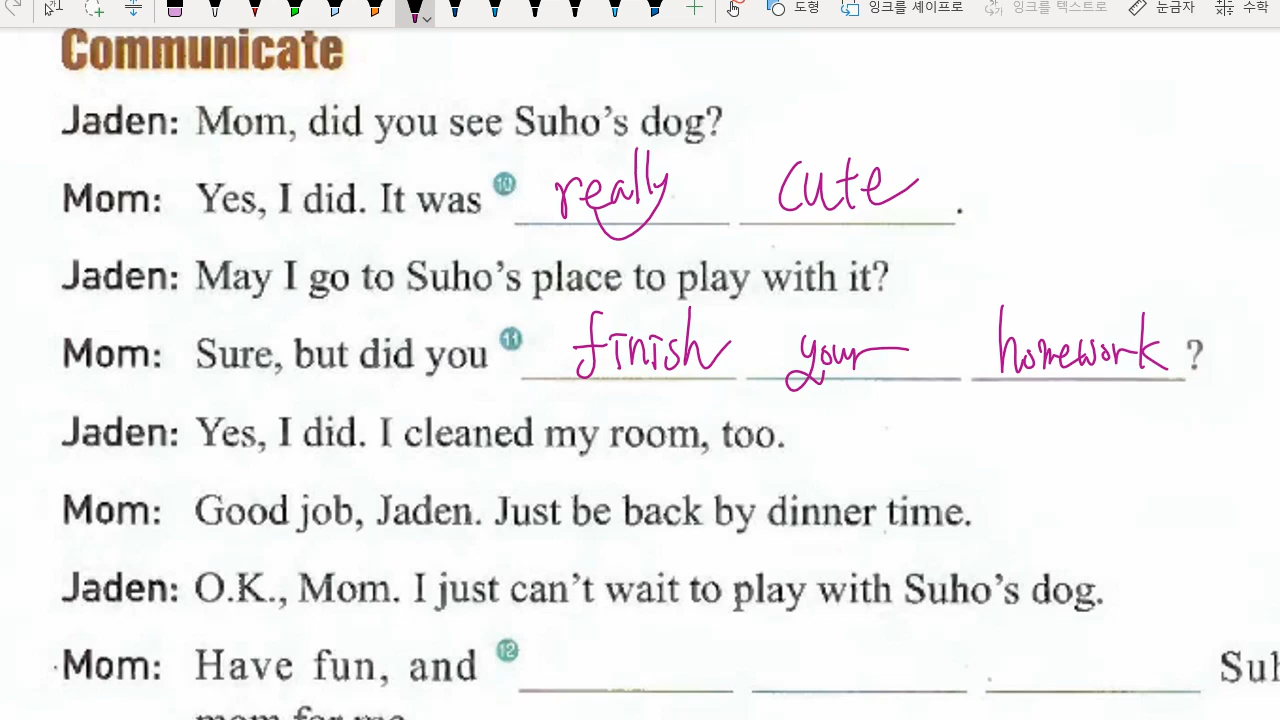 도형 잉크를 셰이프로 잉크를 텍스트로 눈금자 수학
Communicate
Jaden: Mom, did you see Suho's dog?
Mom: Yes, I did. It was ⑩ really cute.
Jaden: May I go to Suho's place to play with it?
Mom: Sure, but did you ⑪ finish your homework?
Jaden: Yes, I did. I cleaned my room, too.
Mom: Good job, Jaden. Just be back by dinner time.
Jaden: O.K., Mom. I just can't wait to play with Suho's dog.
Mom: Have fun, and ⑫
mom for me